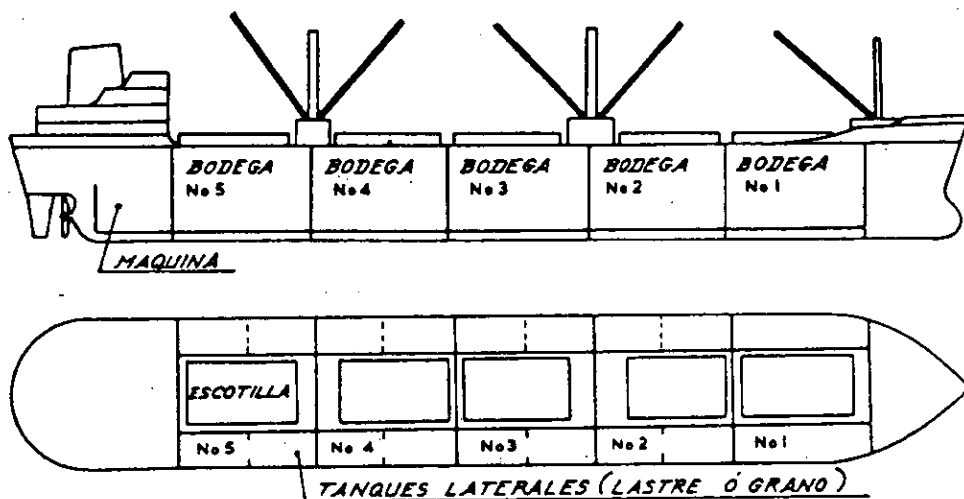 BODEGA BODEGA BODEGA BODEGA BODEGA
No 5 No 4 No 3 No 2 No 1
MAQUINA
ESCOTILLA
No 5 No 4 No 3 No 2 No 1
TANQUES LATERALES (LASTRE Ó GRANO)